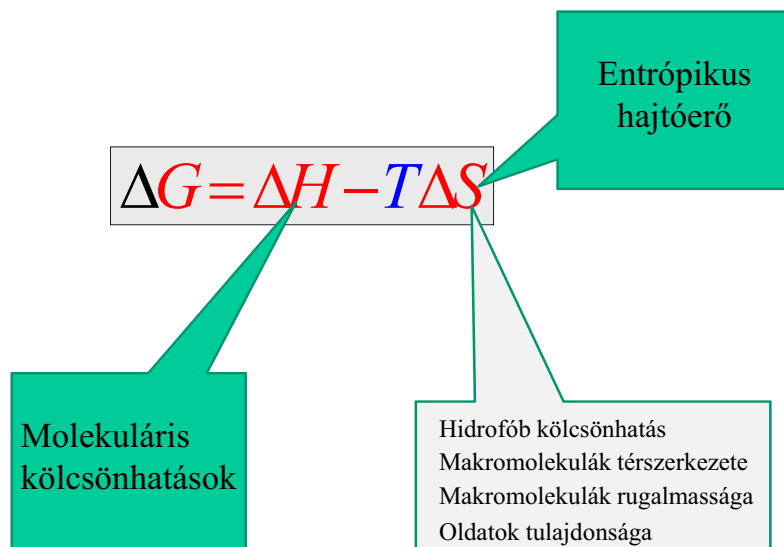 Entrópikus
hajtóerő
ΔG = ΔH − TΔS
Molekuláris
kölcsönhatások
Hidrofób kölcsönhatás
Makromolekulák térszerkezete
Makromolekulák rugalmassága
Oldatok tulajdonsága